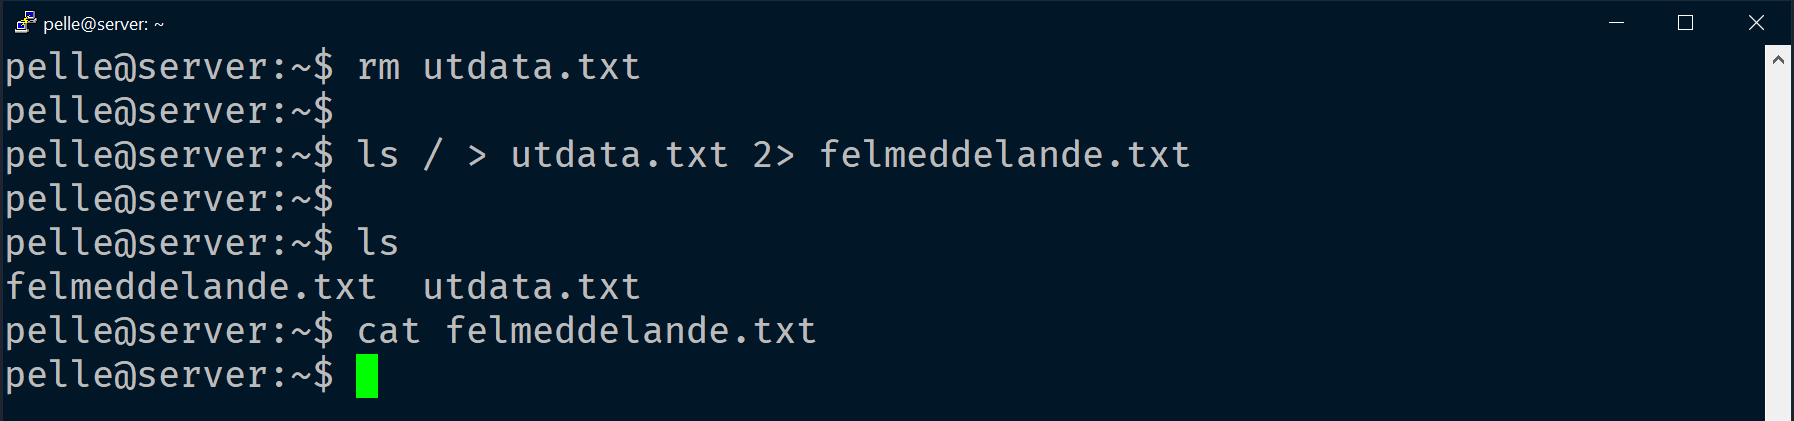 pelle@server: ~
pelle@server:~$ rm utdata.txt
pelle@server:~$
pelle@server:~$ ls / > utdata.txt 2> felmeddelande.txt
pelle@server:~$
pelle@server:~$ ls
felmeddelande.txt  utdata.txt
pelle@server:~$ cat felmeddelande.txt
pelle@server:~$